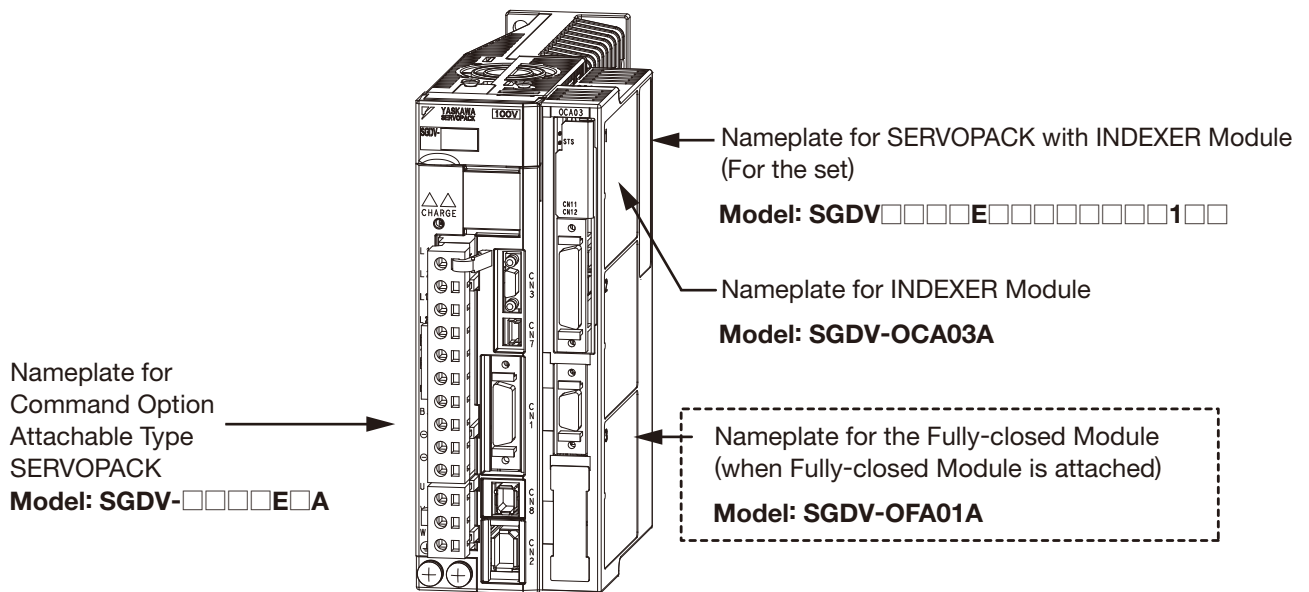 YASKAWA
SERVOPACK
100V
SGDV-
OCA03
STS
CN11
CN12
CHARGE
CN3
CN7
CN1
CN8
CN2
L1
B
⊖
⊖
U
W
Nameplate for SERVOPACK with INDEXER Module
(For the set)
Model: SGDV□□□□E□□□□□□□□1□□
Nameplate for INDEXER Module
Model: SGDV-OCA03A
Nameplate for
Command Option
Attachable Type
SERVOPACK
Model: SGDV-□□□□E□A
Nameplate for the Fully-closed Module
(when Fully-closed Module is attached)
Model: SGDV-OFA01A